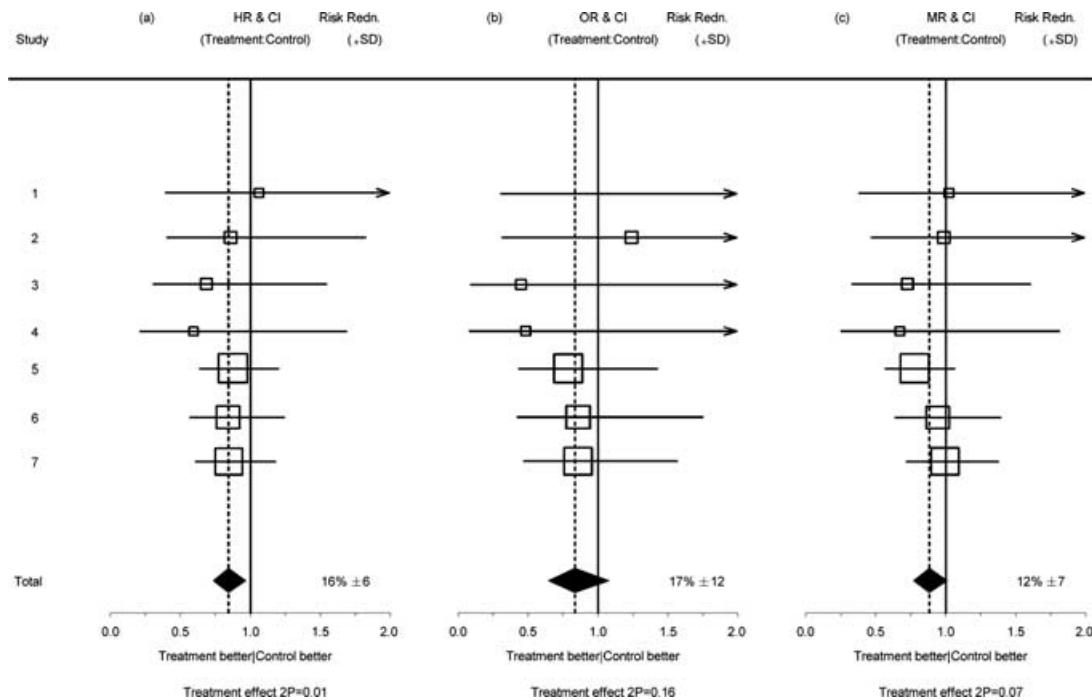 (a) HR & CI Risk Redn. (b) OR & CI Risk Redn. (c) MR & CI Risk Redn.
Study (Treatment:Control) (+SD) (Treatment:Control) (+SD) (Treatment:Control) (+SD)
1
2
3
4
5
6
7
Total 16% ±6 17% ±12 12% ±7
0.0 0.5 1.0 1.5 2.0 0.0 0.5 1.0 1.5 2.0 0.0 0.5 1.0 1.5 2.0
Treatment better|Control better Treatment better|Control better Treatment better|Control better
Treatment effect 2P=0.01 Treatment effect 2P=0.16 Treatment effect 2P=0.07